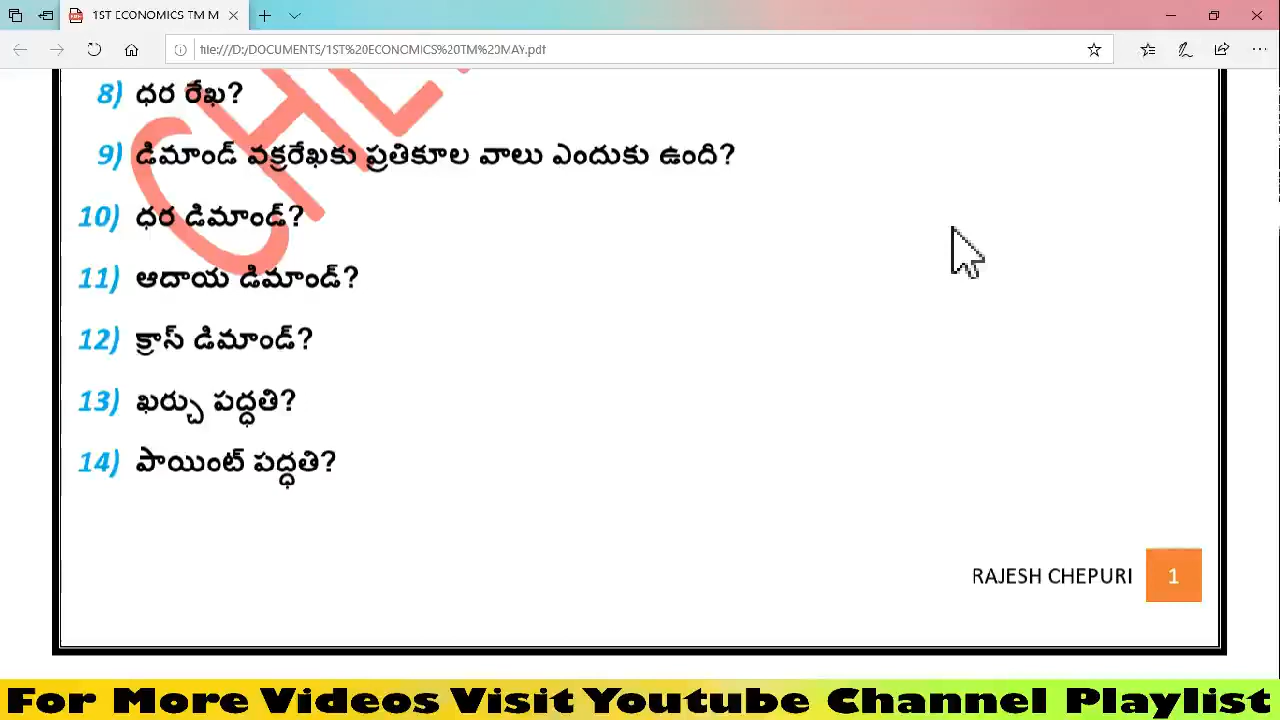 1ST ECONOMICS TM M
file:///D:/DOCUMENTS/1ST%20ECONOMICS%20TM%20MAY.pdf
8) ధర రేఖ?
9) డిమాండ్ వక్రరేఖకు ప్రతికూల వాలు ఎందుకు ఉంది?
10) ధర డిమాండ్?
11) ఆదాయ డిమాండ్?
12) క్రాస్ డిమాండ్?
13) ఖర్చు పద్ధతి?
14) పాయింట్ పద్ధతి?
RAJESH CHEPURI 1
For More Videos Visit Youtube Channel Playlist